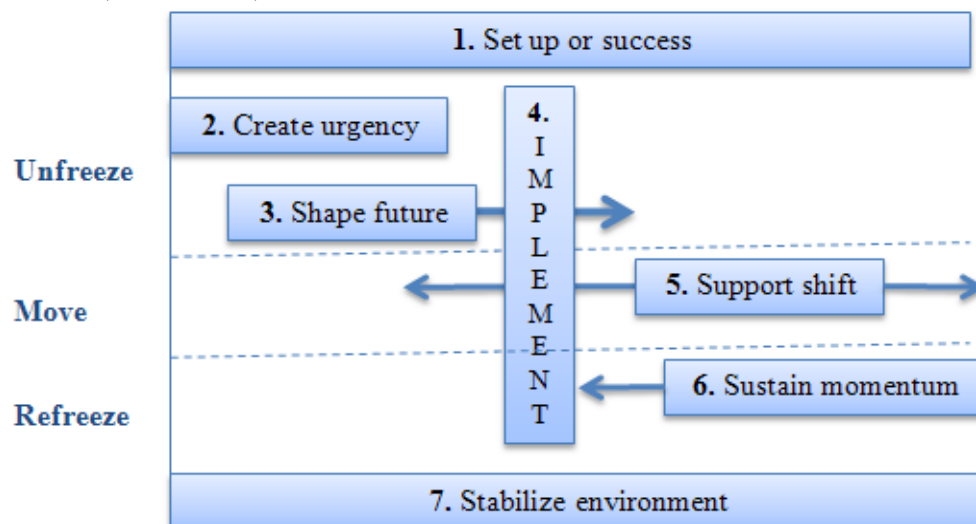 1. Set up or success
2. Create urgency
4.
I
M
P
L
E
M
E
N
T
Unfreeze
3. Shape future
5. Support shift
Move
6. Sustain momentum
Refreeze
7. Stabilize environment